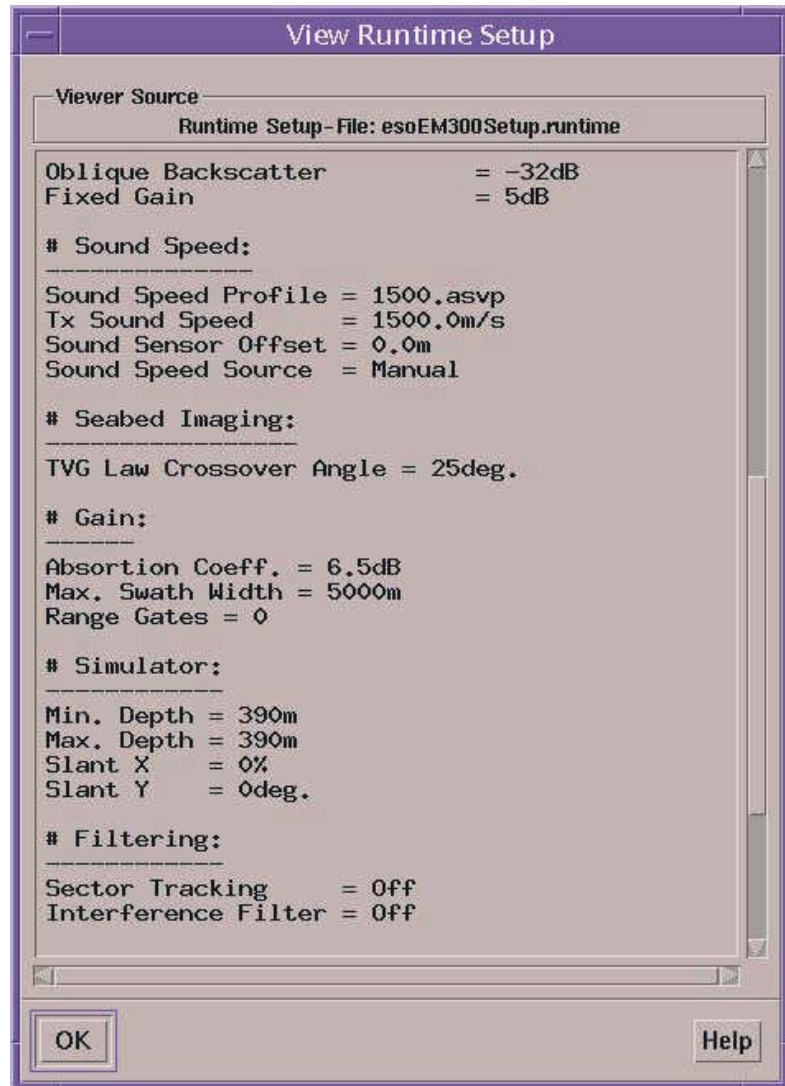 View Runtime Setup
Viewer Source
Runtime Setup-File: esoEM300Setup.runtime
Oblique Backscatter = -32dB
Fixed Gain = 5dB
# Sound Speed:
--------------
Sound Speed Profile = 1500.asvp
Tx Sound Speed = 1500.0m/s
Sound Sensor Offset = 0.0m
Sound Speed Source = Manual
# Seabed Imaging:
-----------------
TVG Law Crossover Angle = 25deg.
# Gain:
------
Absortion Coeff. = 6.5dB
Max. Swath Width = 5000m
Range Gates = 0
# Simulator:
------------
Min. Depth = 390m
Max. Depth = 390m
Slant X = 0%
Slant Y = 0deg.
# Filtering:
------------
Sector Tracking = Off
Interference Filter = Off
OK
Help